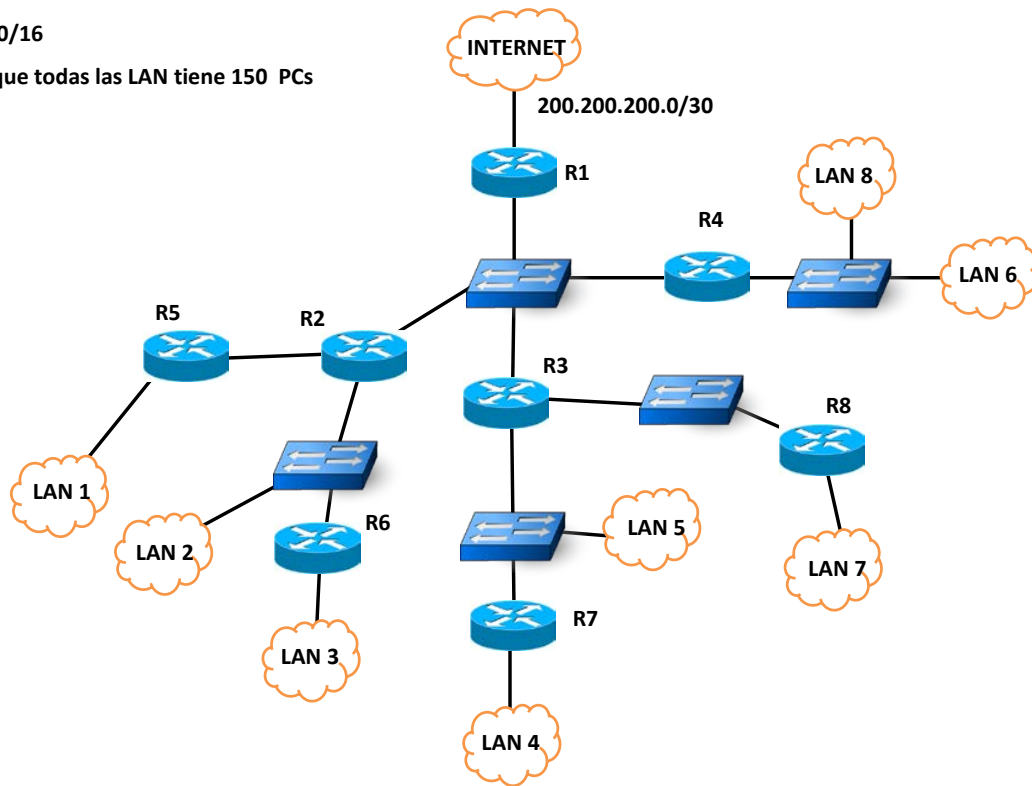 0/16
que todas las LAN tiene 150 PCs
INTERNET
200.200.200.0/30
R1
LAN 8
R4
LAN 6
R5
R2
R3
R8
LAN 1
LAN 5
R6
LAN 2
LAN 7
R7
LAN 3
LAN 4